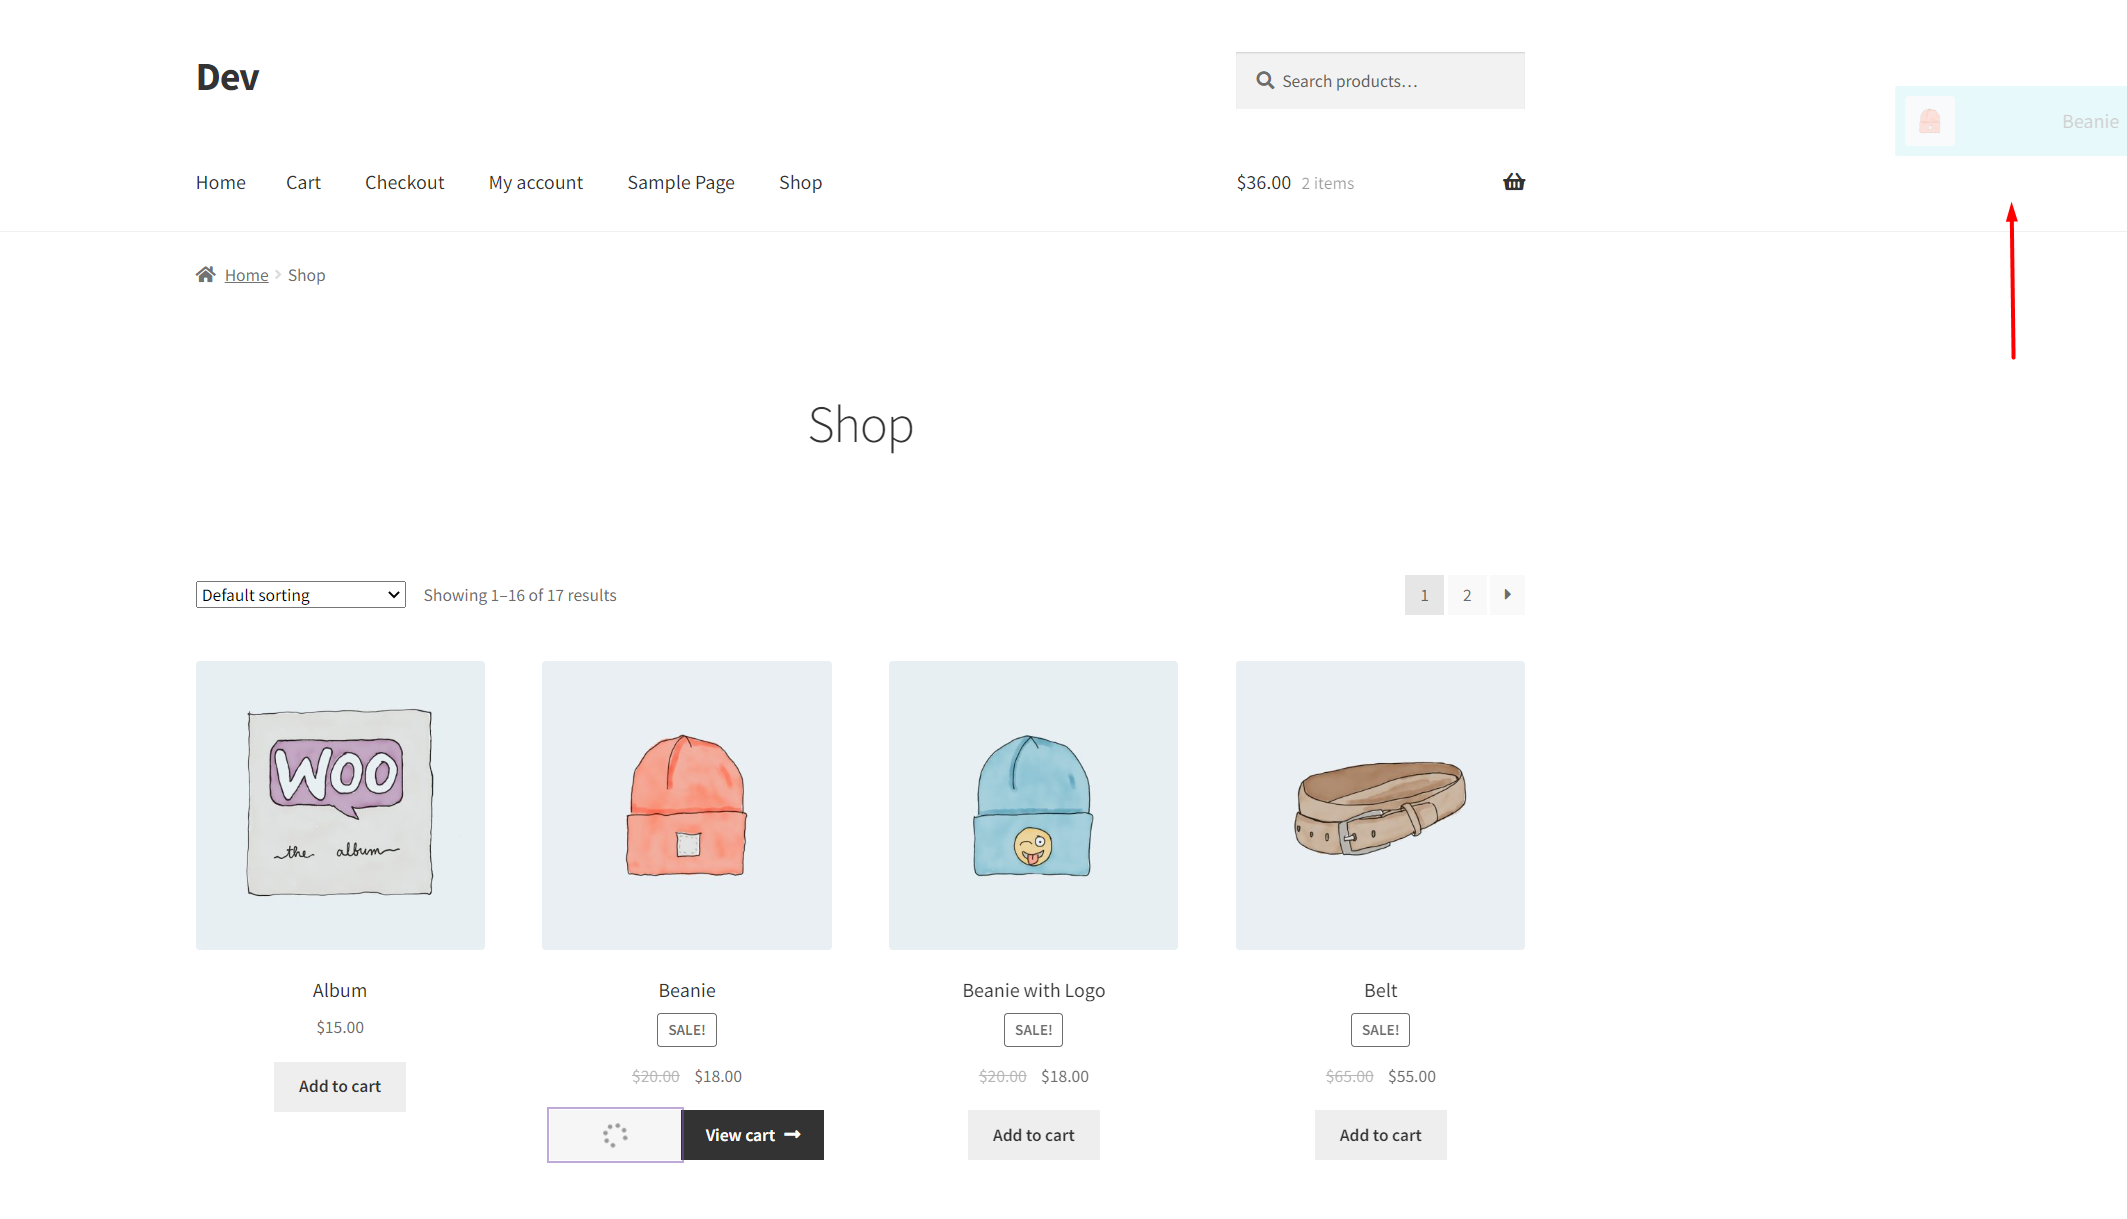 Dev
Search products...
Beanie
Home Cart Checkout My account Sample Page Shop
$36.00 2 items
Home Shop
Shop
Default sorting Showing 1–16 of 17 results
1 2
WOO
the album
Album Beanie Beanie with Logo Belt
$15.00 SALE! SALE! SALE!
$20.00 $18.00 $20.00 $18.00 $65.00 $55.00
Add to cart
View cart Add to cart Add to cart